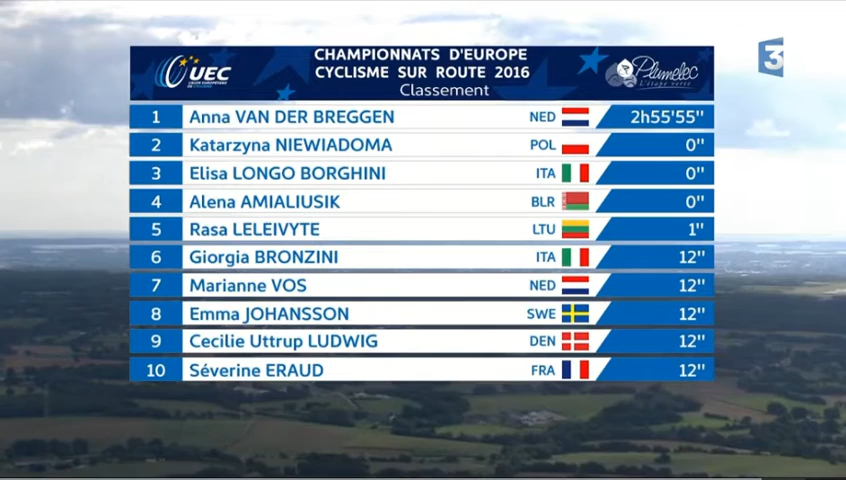 UEC
CHAMPIONNATS D'EUROPE
CYCLISME SUR ROUTE 2016
Classement
Plumelec
3
1 Anna VAN DER BREGGEN NED 2h55'55"
2 Katarzyna NIEWIADOMA POL 0"
3 Elisa LONGO BORGHINI ITA 0"
4 Alena AMIALIUSIK BLR 0"
5 Rasa LELEIVYTE LTU 1"
6 Giorgia BRONZINI ITA 12"
7 Marianne VOS NED 12"
8 Emma JOHANSSON SWE 12"
9 Cecilie Uttrup LUDWIG DEN 12"
10 Séverine ERAUD FRA 12"